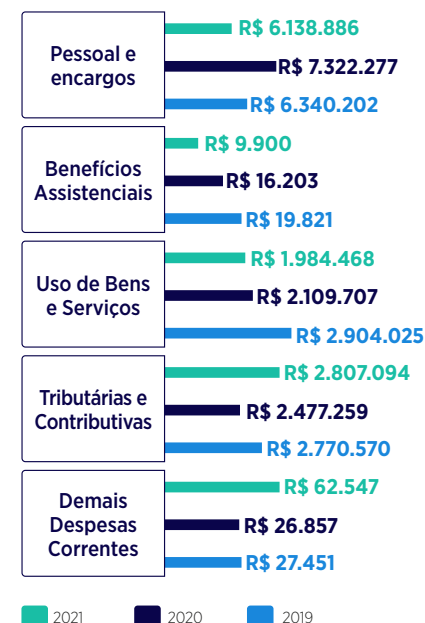 Pessoal e
encargos
R$ 6.138.886
R$ 7.322.277
R$ 6.340.202
Benefícios
Assistenciais
R$ 9.900
R$ 16.203
R$ 19.821
Uso de Bens
e Serviços
R$ 1.984.468
R$ 2.109.707
R$ 2.904.025
Tributárias e
Contributivas
R$ 2.807.094
R$ 2.477.259
R$ 2.770.570
Demais
Despesas
Correntes
R$ 62.547
R$ 26.857
R$ 27.451
2021 2020 2019